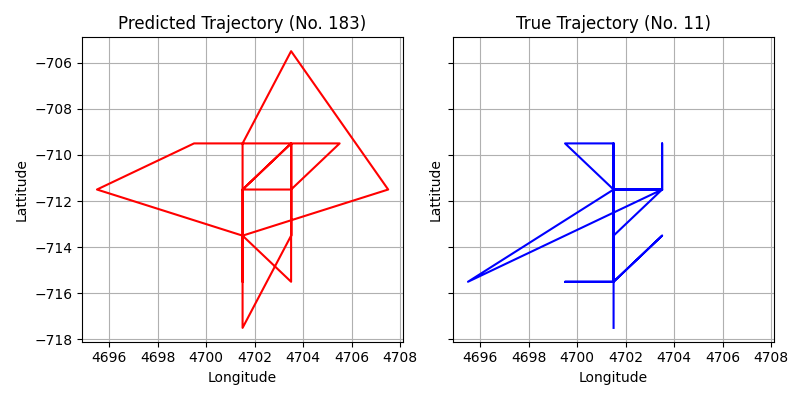 Predicted Trajectory (No. 183)
True Trajectory (No. 11)
−706
−708
−710
−712
−714
−716
−718
Lattitude
Lattitude
4696 4698 4700 4702 4704 4706 4708
4696 4698 4700 4702 4704 4706 4708
Longitude
Longitude